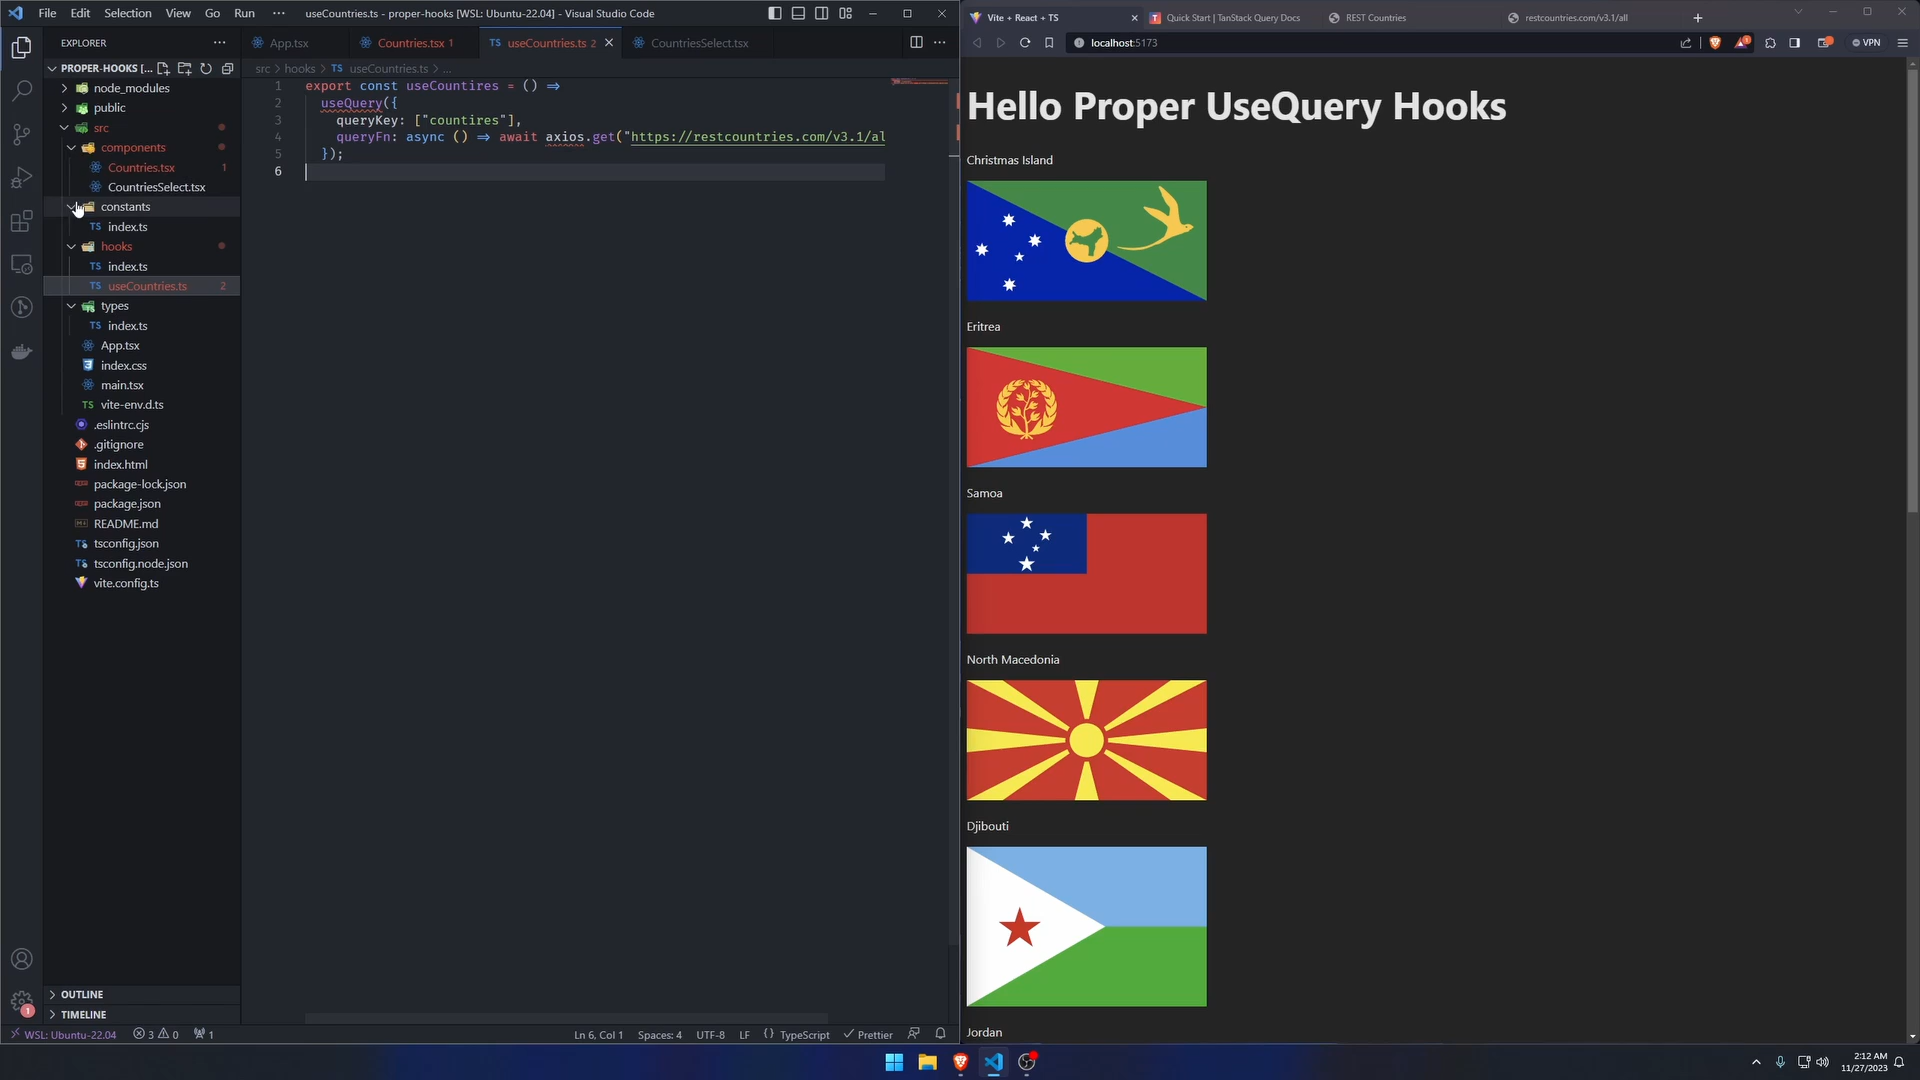 File Edit Selection View Go Run ··· useCountries.ts - proper-hooks [WSL: Ubuntu-22.04] - Visual Studio Code
EXPLORER
PROPER-HOOKS [...
node_modules
public
src
components
Countries.tsx 1
CountriesSelect.tsx
constants
TS index.ts
hooks
TS index.ts
TS useCountries.ts 2
types
TS index.ts
App.tsx
index.css
main.tsx
TS vite-env.d.ts
.eslintrc.cjs
.gitignore
index.html
package-lock.json
package.json
README.md
tsconfig.json
tsconfig.node.json
vite.config.ts
OUTLINE
TIMELINE
App.tsx Countries.tsx 1 TS useCountries.ts 2 CountriesSelect.tsx
src > hooks > TS useCountries.ts > ...
1 export const useCountires = () ⇒
2 useQuery({
3 queryKey: ["countires"],
4 queryFn: async () ⇒ await axios.get("https://restcountries.com/v3.1/al
5 });
6
WSL: Ubuntu-22.04 3 0 1 Ln 6, Col 1 Spaces: 4 UTF-8 LF {} TypeScript Prettier
Vite + React + TS Quick Start | TanStack Query Docs REST Countries restcountries.com/v3.1/all
localhost:5173 VPN
Hello Proper UseQuery Hooks
Christmas Island
Eritrea
Samoa
North Macedonia
Djibouti
Jordan
2:12 AM
11/27/2023